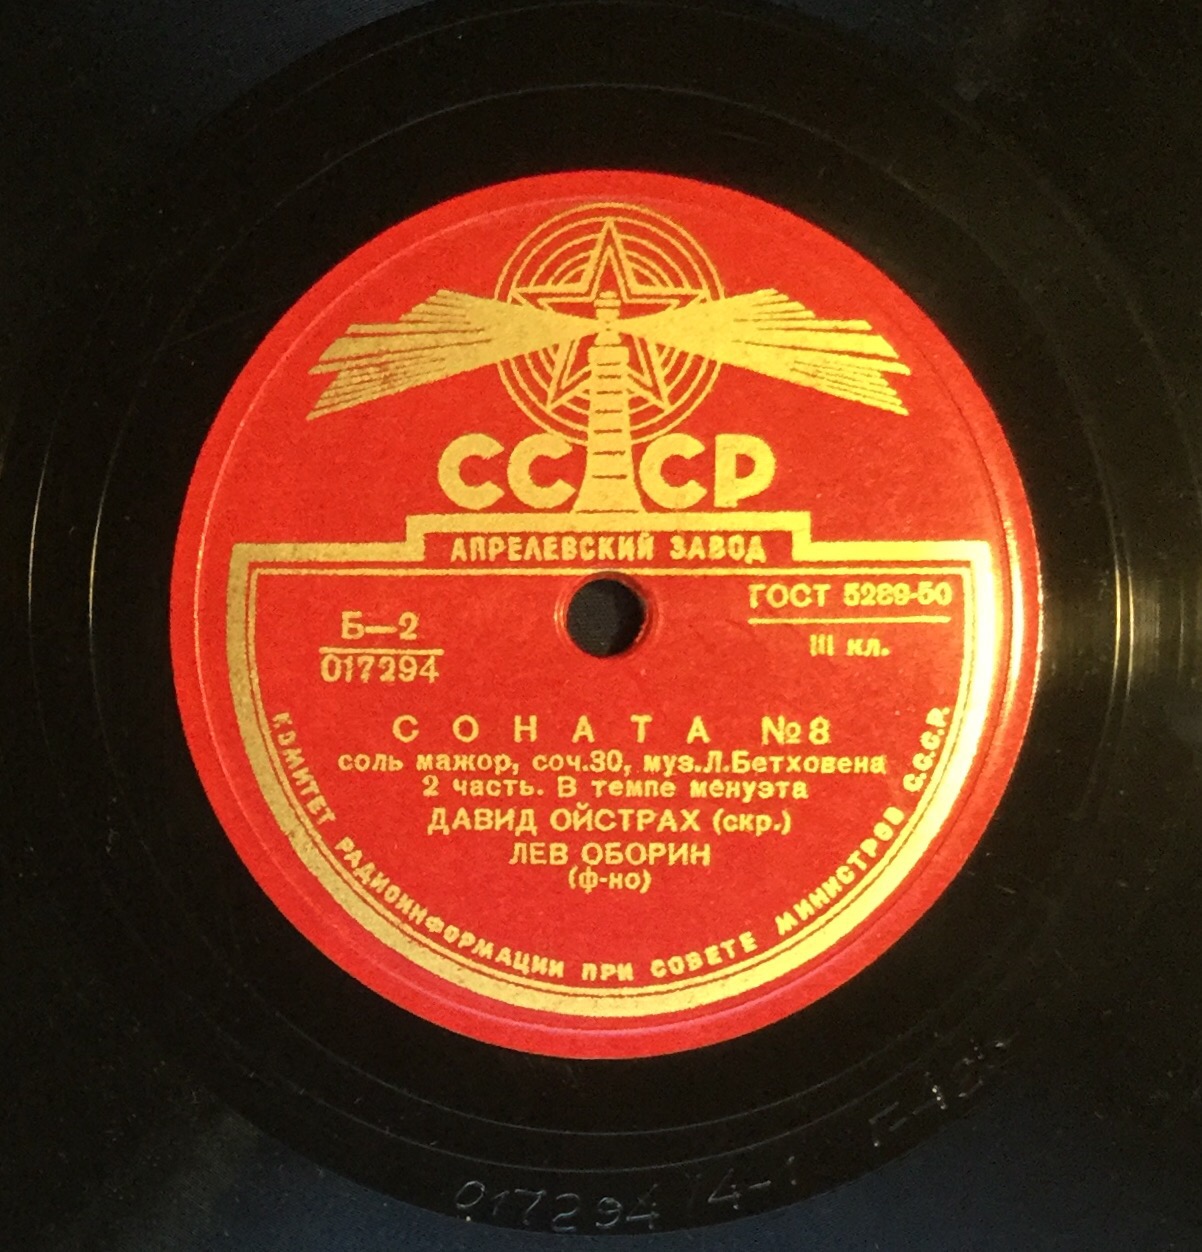 СССР
АПРЕЛЕВСКИЙ ЗАВОД
ГОСТ 5289-50
III кл.
Б—2
017294
СОНАТА №8
соль мажор, соч.30, муз.Л.Бетховена
2 часть. В темпе менуэта
ДАВИД ОЙСТРАХ (скр.)
ЛЕВ ОБОРИН
(ф-но)
КОМИТЕТ РАДИОИНФОРМАЦИИ ПРИ СОВЕТЕ МИНИСТРОВ С.С.С.Р.
017294 /4-1